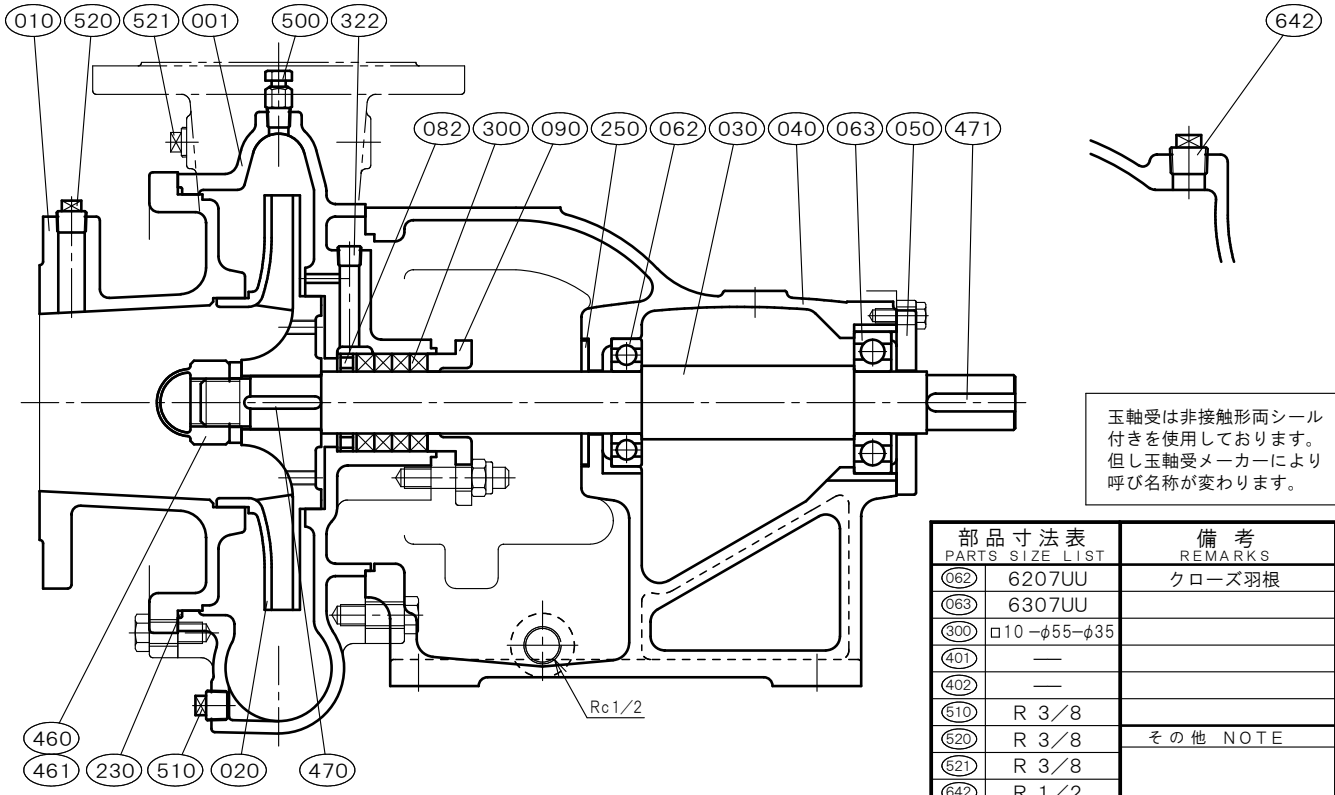 010 520 521 001 500 322 642
082 300 090 250 062 030 040 063 050 471
玉軸受は非接触形両シール
付きを使用しております。
但し玉軸受メーカーにより
呼び名称が変わります。
部品寸法表 備考
PARTS SIZE LIST REMARKS
062 6207UU クローズ羽根
063 6307UU
300 □10-φ55-φ35
401 —
402 —
510 R 3/8
520 R 3/8 その他 NOTE
521 R 3/8
642 R 1/2
Rc1/2
460
461 230 510 020 470